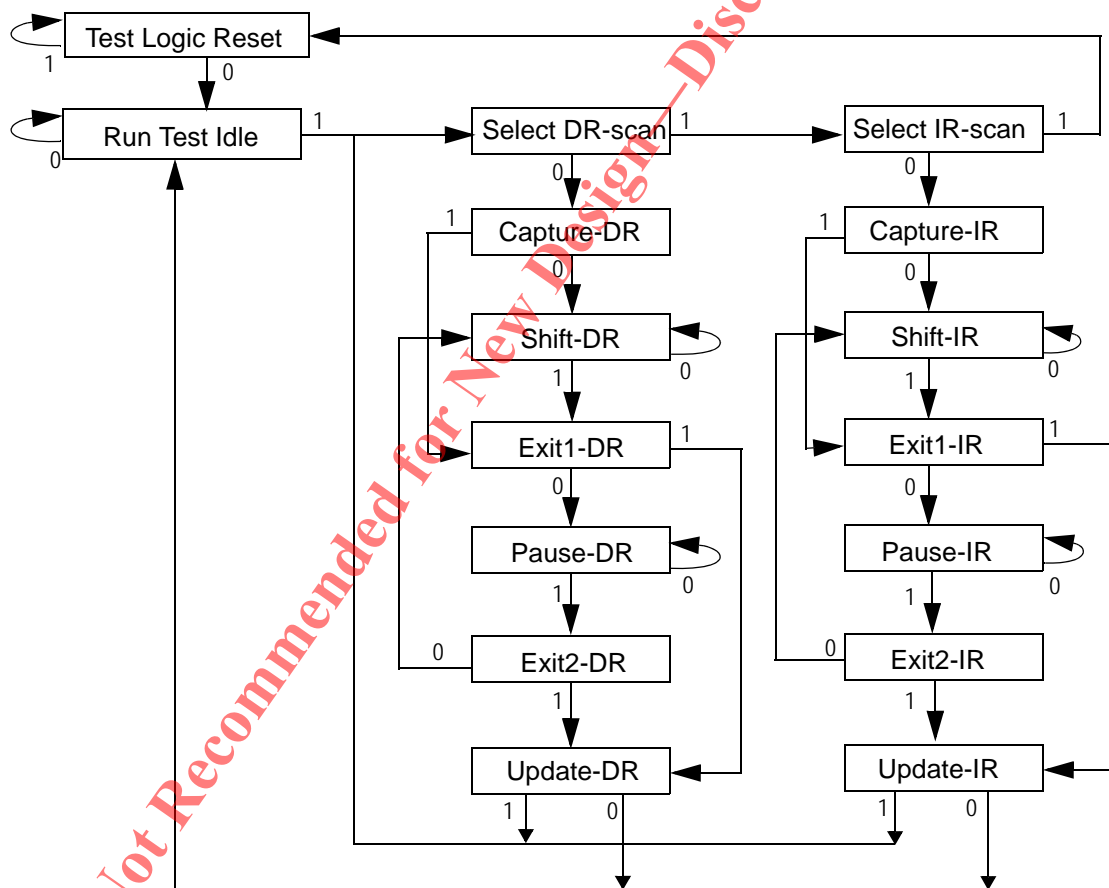 Test Logic Reset
1
0
Run Test Idle
1
0
Select DR-scan
1
0
Select IR-scan
1
0
Capture-DR
1
0
Capture-IR
1
0
Shift-DR
0
1
Shift-IR
0
1
Exit1-DR
1
0
Exit1-IR
1
0
Pause-DR
0
1
Pause-IR
0
1
Exit2-DR
0
1
Exit2-IR
0
1
Update-DR
1
0
Update-IR
1
0
Not Recommended for New Design—Disc